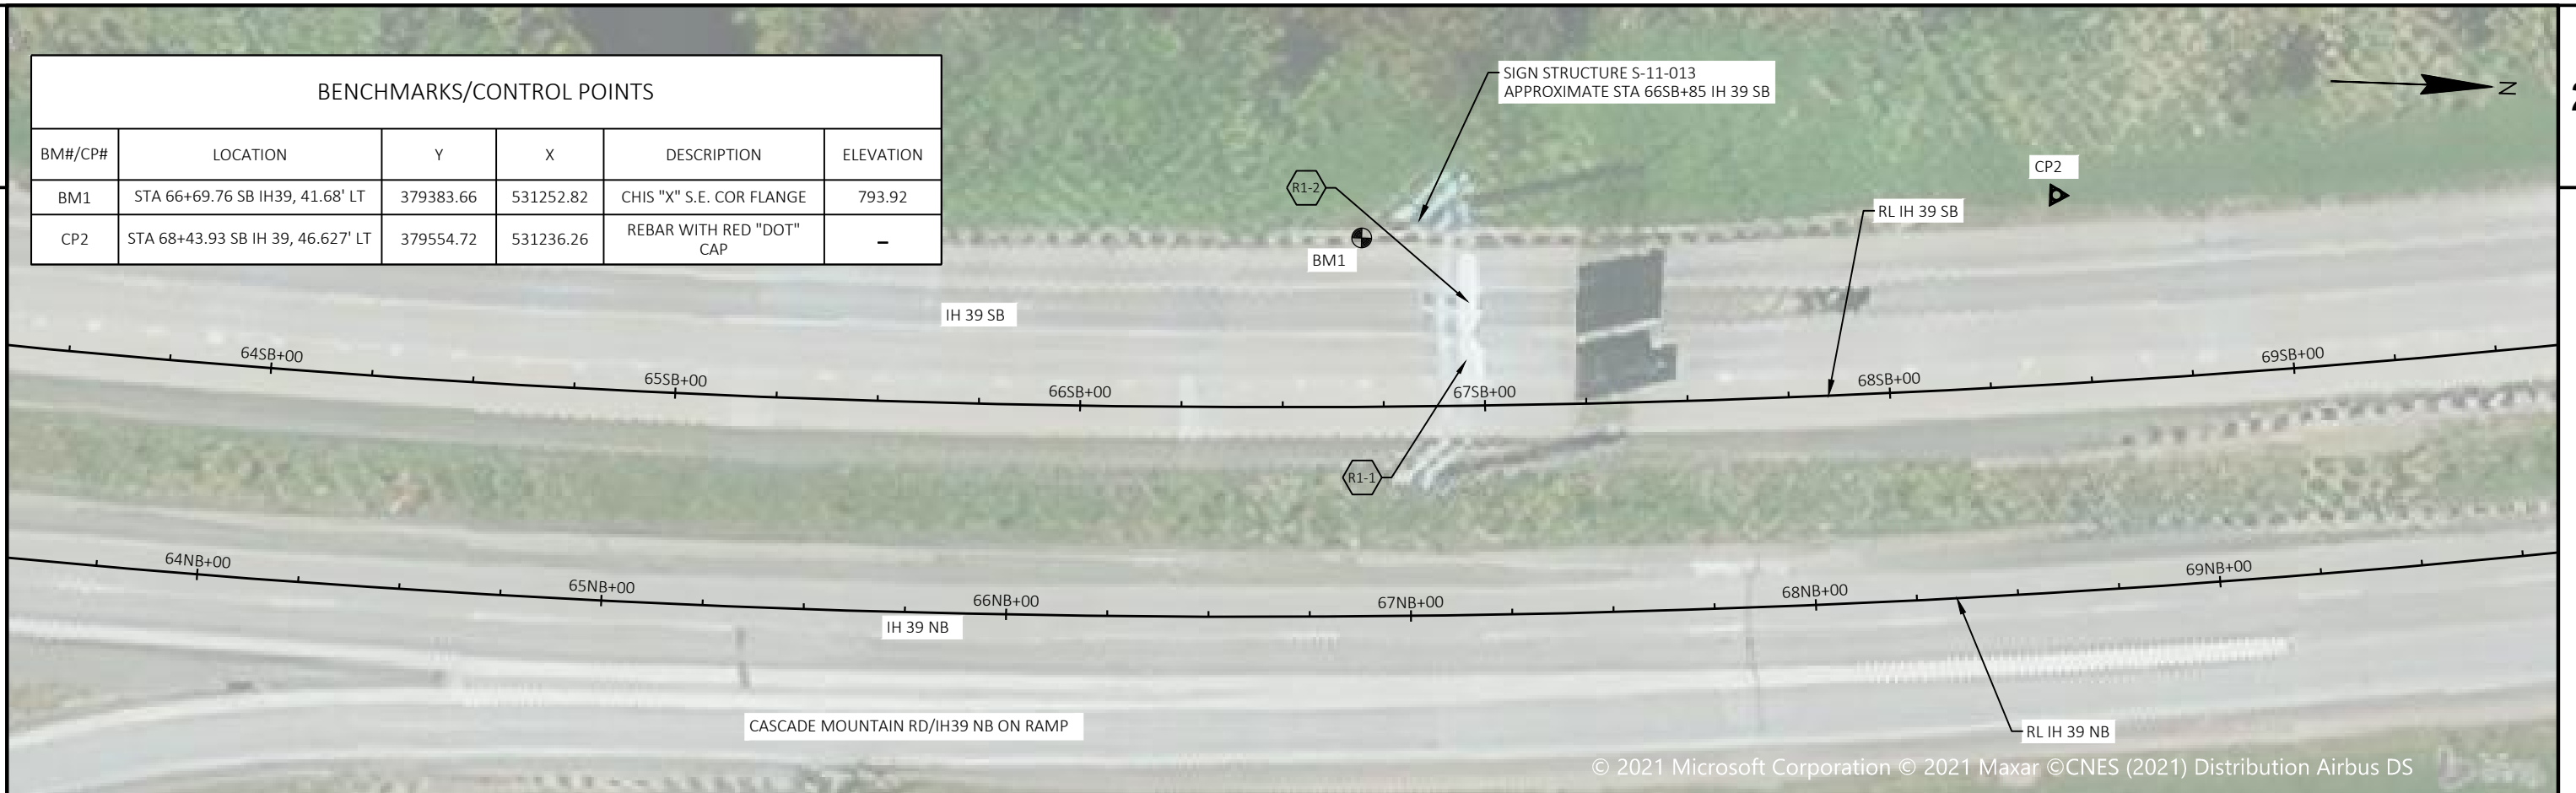 BENCHMARKS/CONTROL POINTS
BM#/CP# LOCATION Y X DESCRIPTION ELEVATION
BM1 STA 66+69.76 SB IH39, 41.68' LT 379383.66 531252.82 CHIS "X" S.E. COR FLANGE 793.92
CP2 STA 68+43.93 SB IH 39, 46.627' LT 379554.72 531236.26 REBAR WITH RED "DOT" –
CAP
SIGN STRUCTURE S-11-013
APPROXIMATE STA 66SB+85 IH 39 SB
N
CP2
R1-2
RL IH 39 SB
BM1
IH 39 SB
64SB+00
65SB+00
66SB+00
67SB+00
68SB+00
69SB+00
R1-1
64NB+00
65NB+00
66NB+00
67NB+00
68NB+00
69NB+00
IH 39 NB
CASCADE MOUNTAIN RD/IH39 NB ON RAMP
RL IH 39 NB
© 2021 Microsoft Corporation © 2021 Maxar ©CNES (2021) Distribution Airbus DS